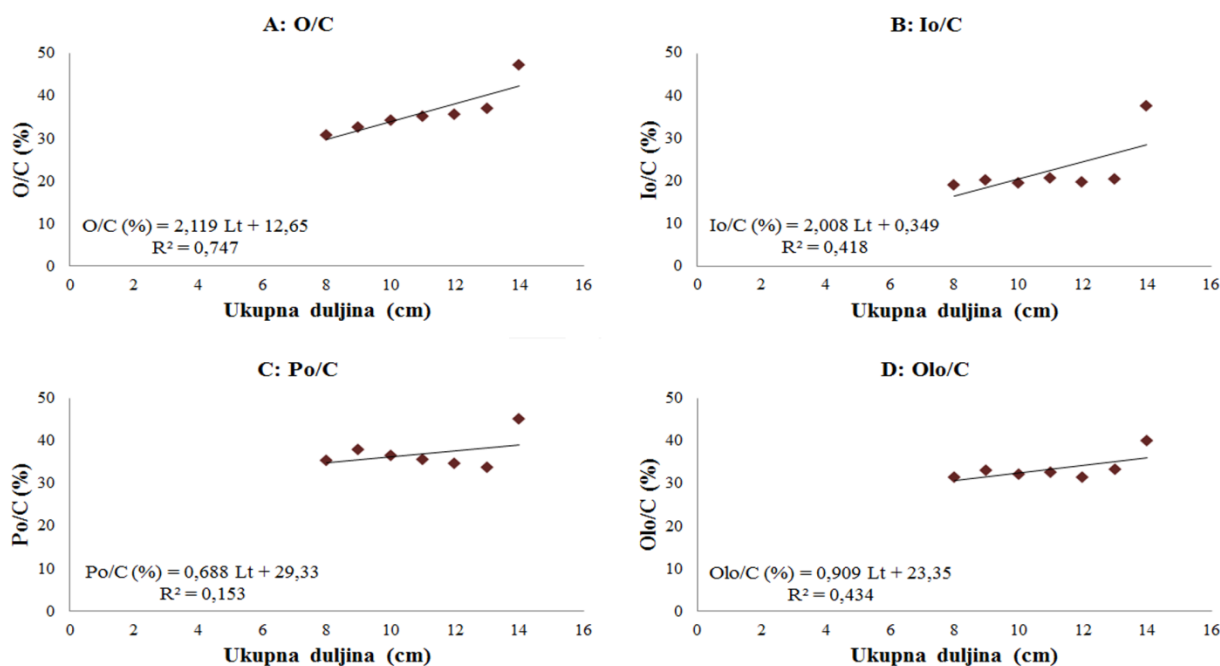 A: O/C
50
40
30
20
10
0
O/C (%)
O/C (%) = 2,119 Lt + 12,65
R² = 0,747
0 2 4 6 8 10 12 14 16
Ukupna duljina (cm)
B: Io/C
50
40
30
20
10
0
Io/C (%)
Io/C (%) = 2,008 Lt + 0,349
R² = 0,418
0 2 4 6 8 10 12 14 16
Ukupna duljina (cm)
C: Po/C
50
40
30
20
10
0
Po/C (%)
Po/C (%) = 0,688 Lt + 29,33
R² = 0,153
0 2 4 6 8 10 12 14 16
Ukupna duljina (cm)
D: Olo/C
50
40
30
20
10
0
Olo/C (%)
Olo/C (%) = 0,909 Lt + 23,35
R² = 0,434
0 2 4 6 8 10 12 14 16
Ukupna duljina (cm)